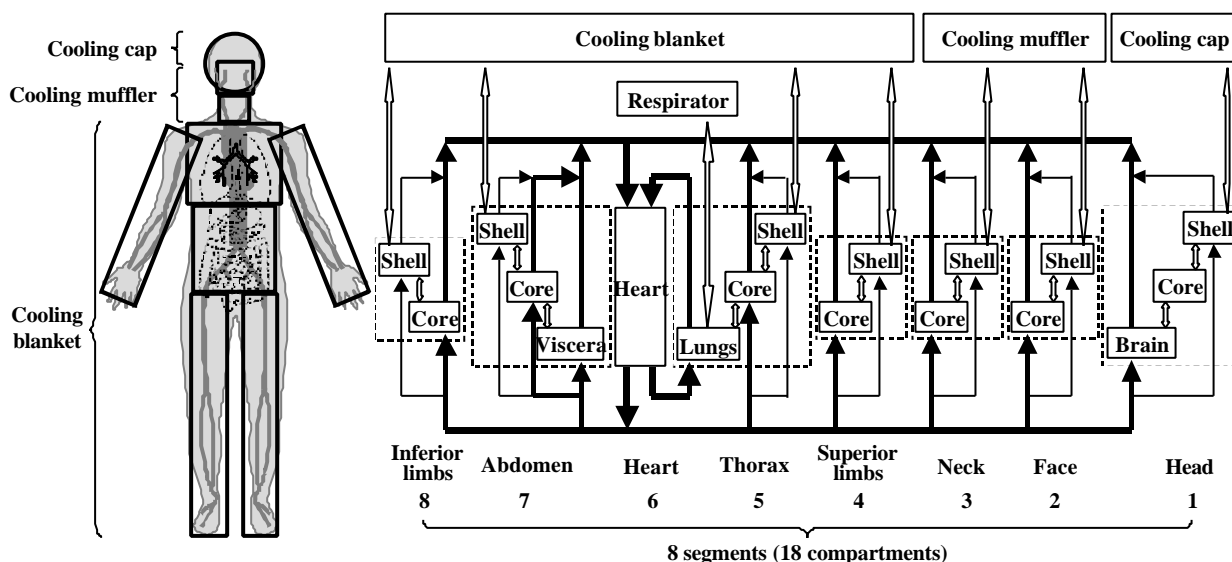 Cooling cap
Cooling muffler
Cooling
blanket
Cooling blanket
Cooling muffler
Cooling cap
Respirator
Shell
Core
Shell
Core
Viscera
Heart
Lungs
Core
Shell
Shell
Core
Shell
Core
Shell
Core
Shell
Core
Brain
Inferior
limbs
8
Abdomen
7
Heart
6
Thorax
5
Superior
limbs
4
Neck
3
Face
2
Head
1
8 segments (18 compartments)